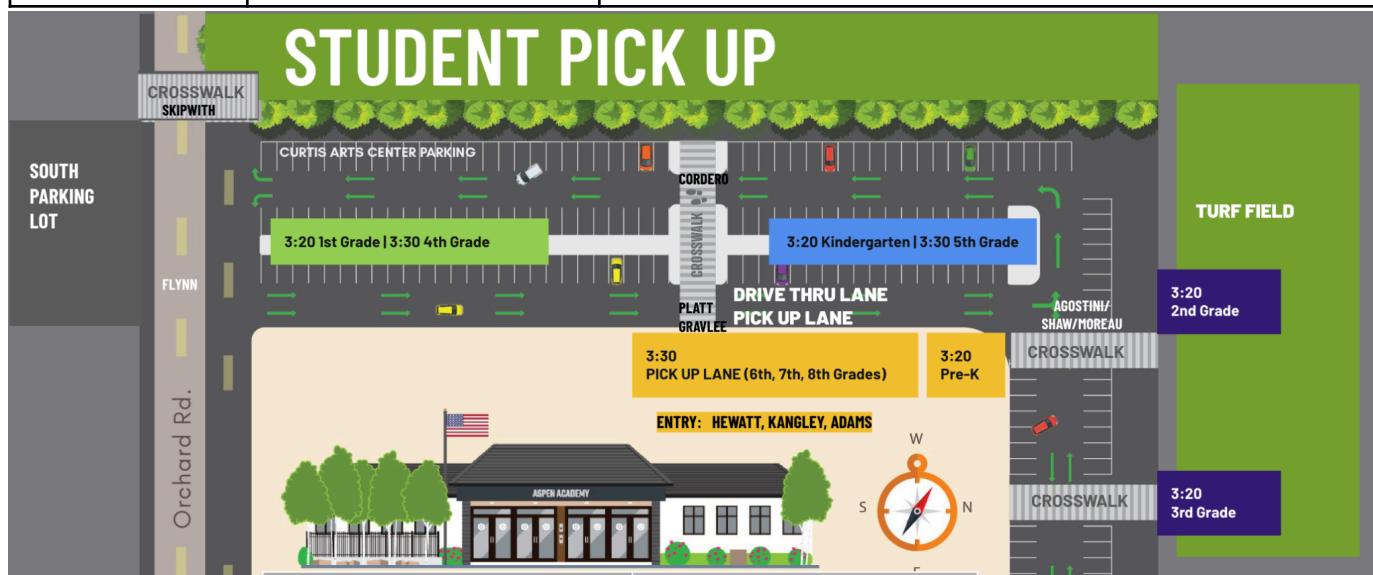 STUDENT PICK UP
CROSSWALK
SKIPWITH
SOUTH
PARKING
LOT
CURTIS ARTS CENTER PARKING
CORDERO
CROSSWALK
3:20 1st Grade | 3:30 4th Grade
3:20 Kindergarten | 3:30 5th Grade
TURF FIELD
FLYNN
DRIVE THRU LANE
PICK UP LANE
PLATT
GRAVLEE
AGOSTINI/
SHAW/MOREAU
CROSSWALK
3:20
2nd Grade
3:30
PICK UP LANE (6th, 7th, 8th Grades)
3:20
Pre-K
ENTRY: HEWATT, KANGLEY, ADAMS
Orchard Rd.
ASPEN ACADEMY
W
S
N
CROSSWALK
3:20
3rd Grade